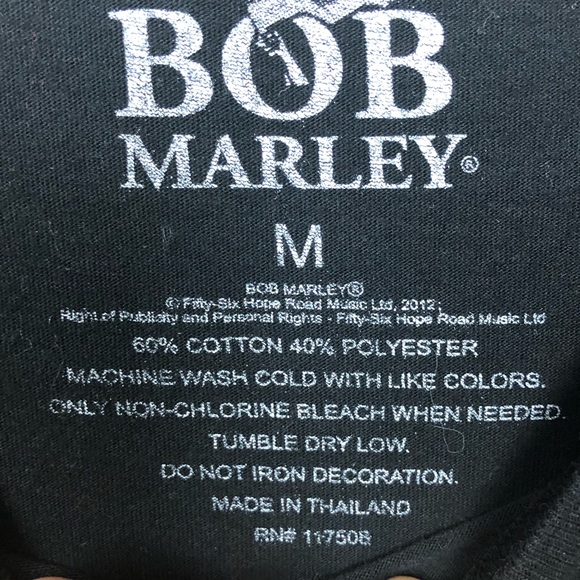 BOB
MARLEY®
M
BOB MARLEY®
© Fifty-Six Hope Road Music Ltd, 2012;
Right of Publicity and Personal Rights - Fifty-Six Hope Road Music Ltd
60% COTTON 40% POLYESTER
MACHINE WASH COLD WITH LIKE COLORS.
ONLY NON-CHLORINE BLEACH WHEN NEEDED.
TUMBLE DRY LOW.
DO NOT IRON DECORATION.
MADE IN THAILAND
RN# 117508